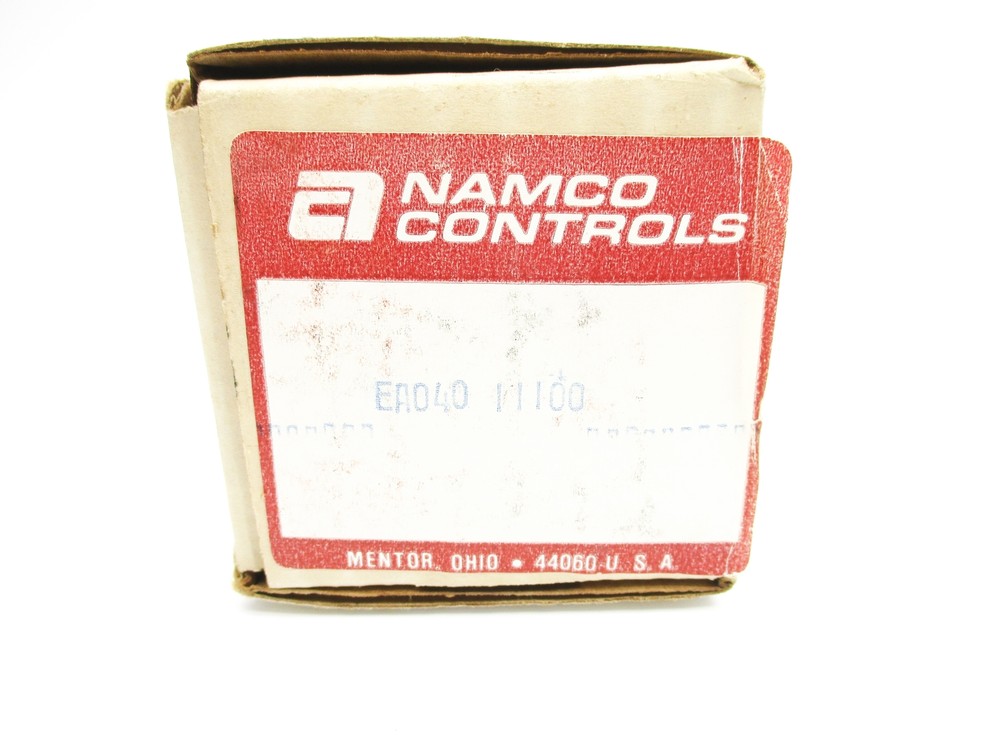 NAMCO
CONTROLS
EA040 11100
MENTOR, OHIO • 44060 U. S. A.